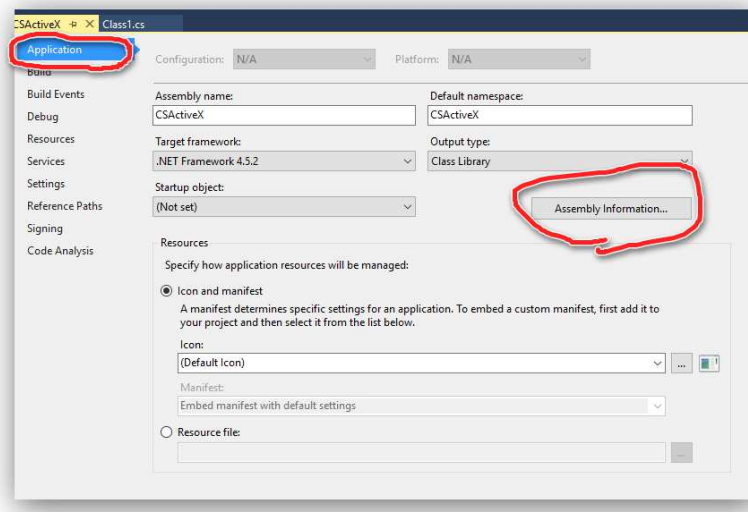 CSActiveX Class1.cs
Application
Configuration: N/A Platform: N/A
Build
Build Events
Assembly name: Default namespace:
CSActiveX CSActiveX
Debug
Resources
Target framework: Output type:
.NET Framework 4.5.2 Class Library
Services
Settings
Startup object:
Reference Paths
(Not set) Assembly Information...
Signing
Code Analysis
Resources
Specify how application resources will be managed:
Icon and manifest
A manifest determines specific settings for an application. To embed a custom manifest, first add it to
your project and then select it from the list below.
Icon:
(Default Icon) ...
Manifest:
Embed manifest with default settings
Resource file:
...